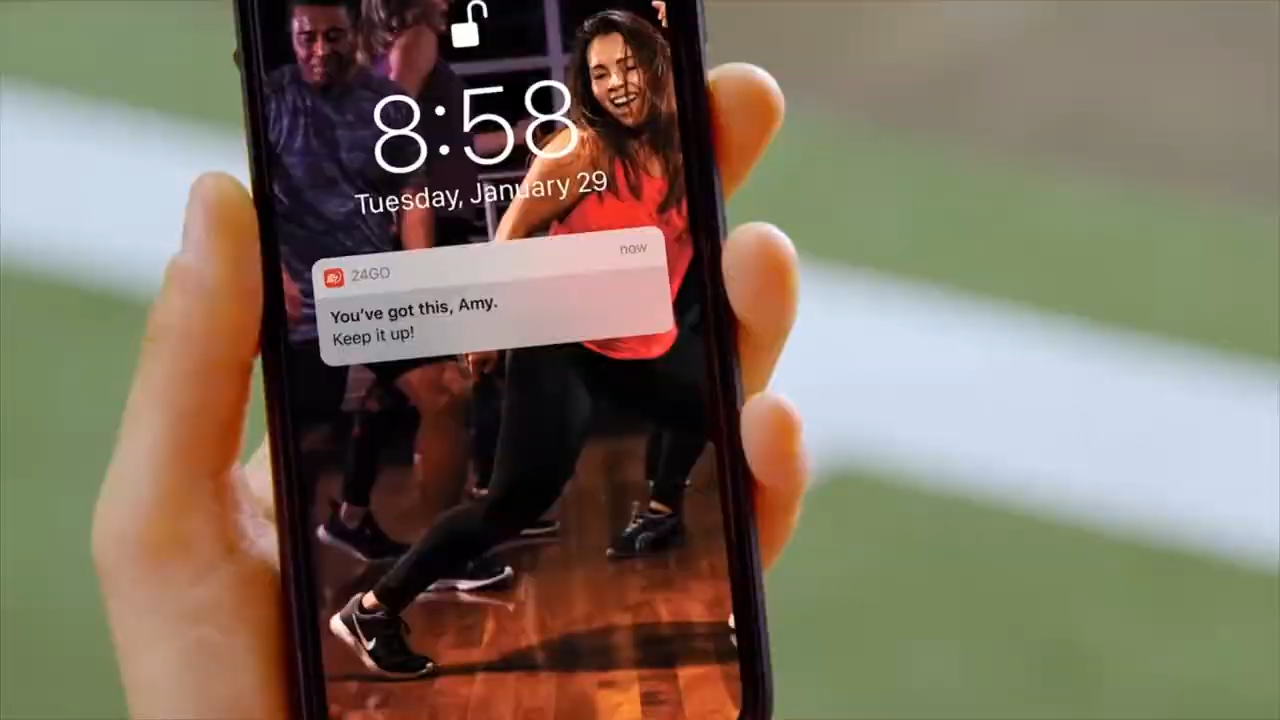 8:58
Tuesday, January 29
24GO
now
You've got this, Amy.
Keep it up!